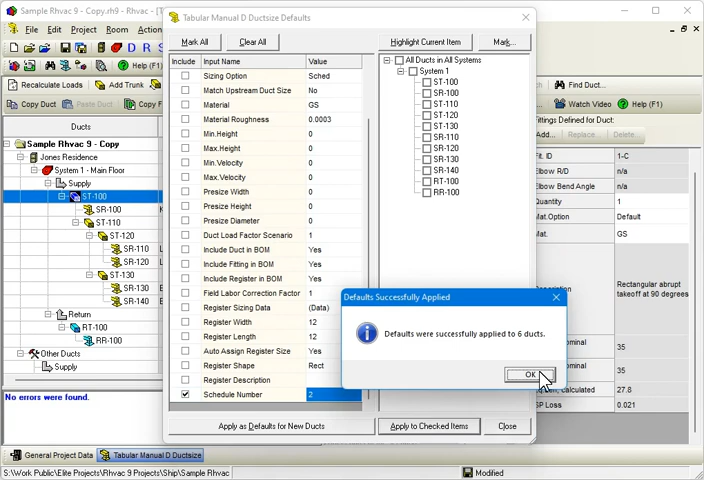 Sample Rhvac 9 - Copy.rh9 - Rhvac - [T
File Edit Project Room Actio
D R S
Help (F1)
Recalculate Loads Add Trunk Find Duct...
Copy Duct Paste Duct Copy F Watch Video Help (F1)
Ducts
Sample Rhvac 9 - Copy
Jones Residence
System 1 - Main Floor
Supply
ST-100
SR-100
ST-110
ST-120
SR-110
SR-120
ST-130
SR-130
SR-140
Return
RT-100
RR-100
Other Ducts
Supply
No errors were found.
General Project Data Tabular Manual D Ductsize
S:\Work Public\Elite Projects\Rhvac 9 Projects\Ship\Sample Rhvac
Modified
Tabular Manual D Ductsize Defaults
Mark All Clear All
Include Input Name Value
Sizing Option Sched
Match Upstream Duct Size No
Material GS
Material Roughness 0.0003
Min.Height 0
Max.Height 0
Min.Velocity 0
Max.Velocity 0
Presize Width 0
Presize Height 0
Presize Diameter 0
Duct Load Factor Scenario 1
Include Duct in BOM Yes
Include Fitting in BOM Yes
Include Register in BOM Yes
Field Labor Correction Factor 1
Register Sizing Data (Data)
Register Width 12
Register Length 12
Auto Assign Register Size Yes
Register Shape Rect
Register Description
Schedule Number 2
Apply as Defaults for New Ducts
Highlight Current Item Mark...
All Ducts in All Systems
System 1
ST-100
SR-100
ST-110
ST-120
ST-130
SR-110
SR-120
SR-130
SR-140
RT-100
RR-100
Apply to Checked Items Close
Defaults Successfully Applied
Defaults were successfully applied to 6 ducts.
OK
Fittings Defined for Duct:
Add... Replace... Delete...
Fit. ID 1-C
Elbow R/D n/a
Elbow Bend Angle n/a
Quantity 1
Mat.Option Default
Mat. GS
Rectangular abrupt
takeoff at 90 degrees
35
35
27.8
SP Loss 0.021